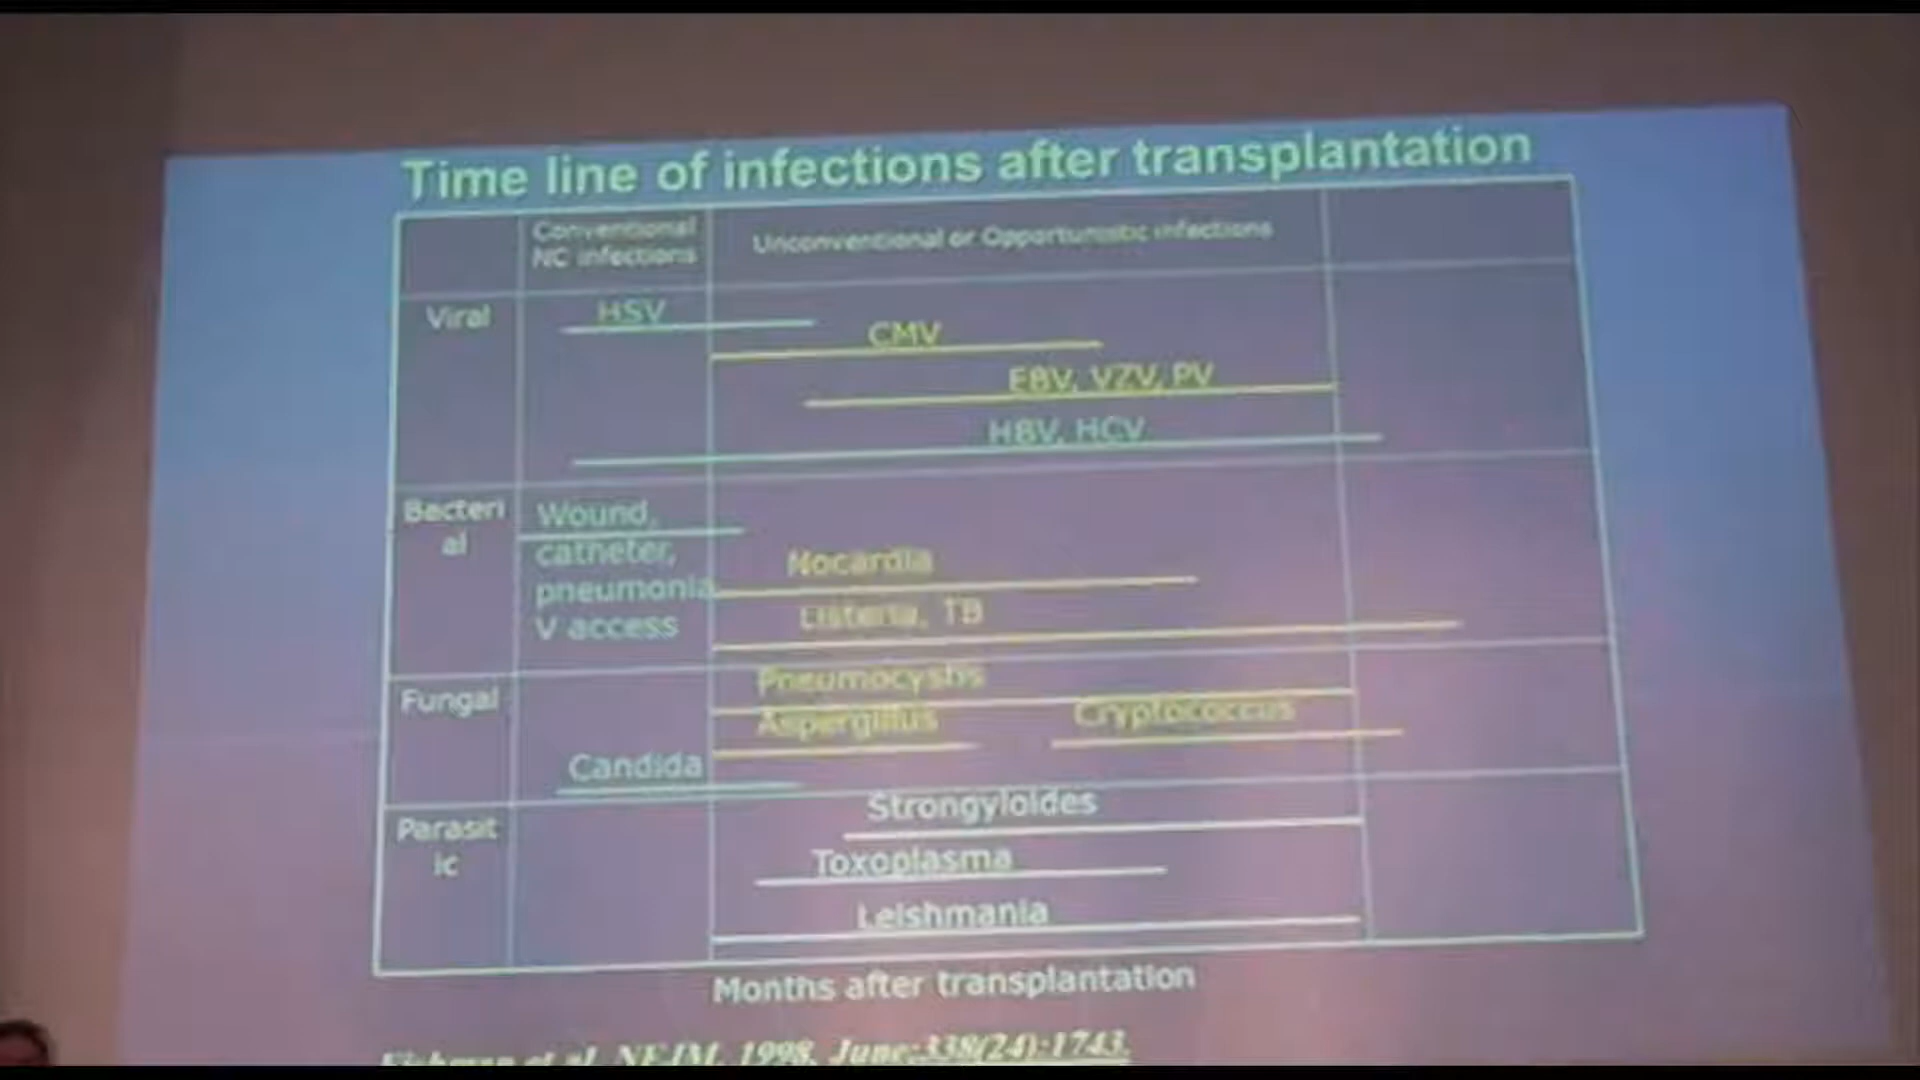 Time line of infections after transplantation
Conventional
NC infections
Unconventional or Opportunistic infections
Viral
HSV
CMV
EBV, VZV, PV
HBV, HCV
Bacteri
al
Wound,
catheter,
pneumonia
V access
Nocardia
Listeria, TB
Fungal
Pneumocystis
Aspergillus
Cryptococcus
Candida
Parasit
ic
Strongyloides
Toxoplasma
Leishmania
Months after transplantation
et al. NEJM, 1998, June;338(24):1743.